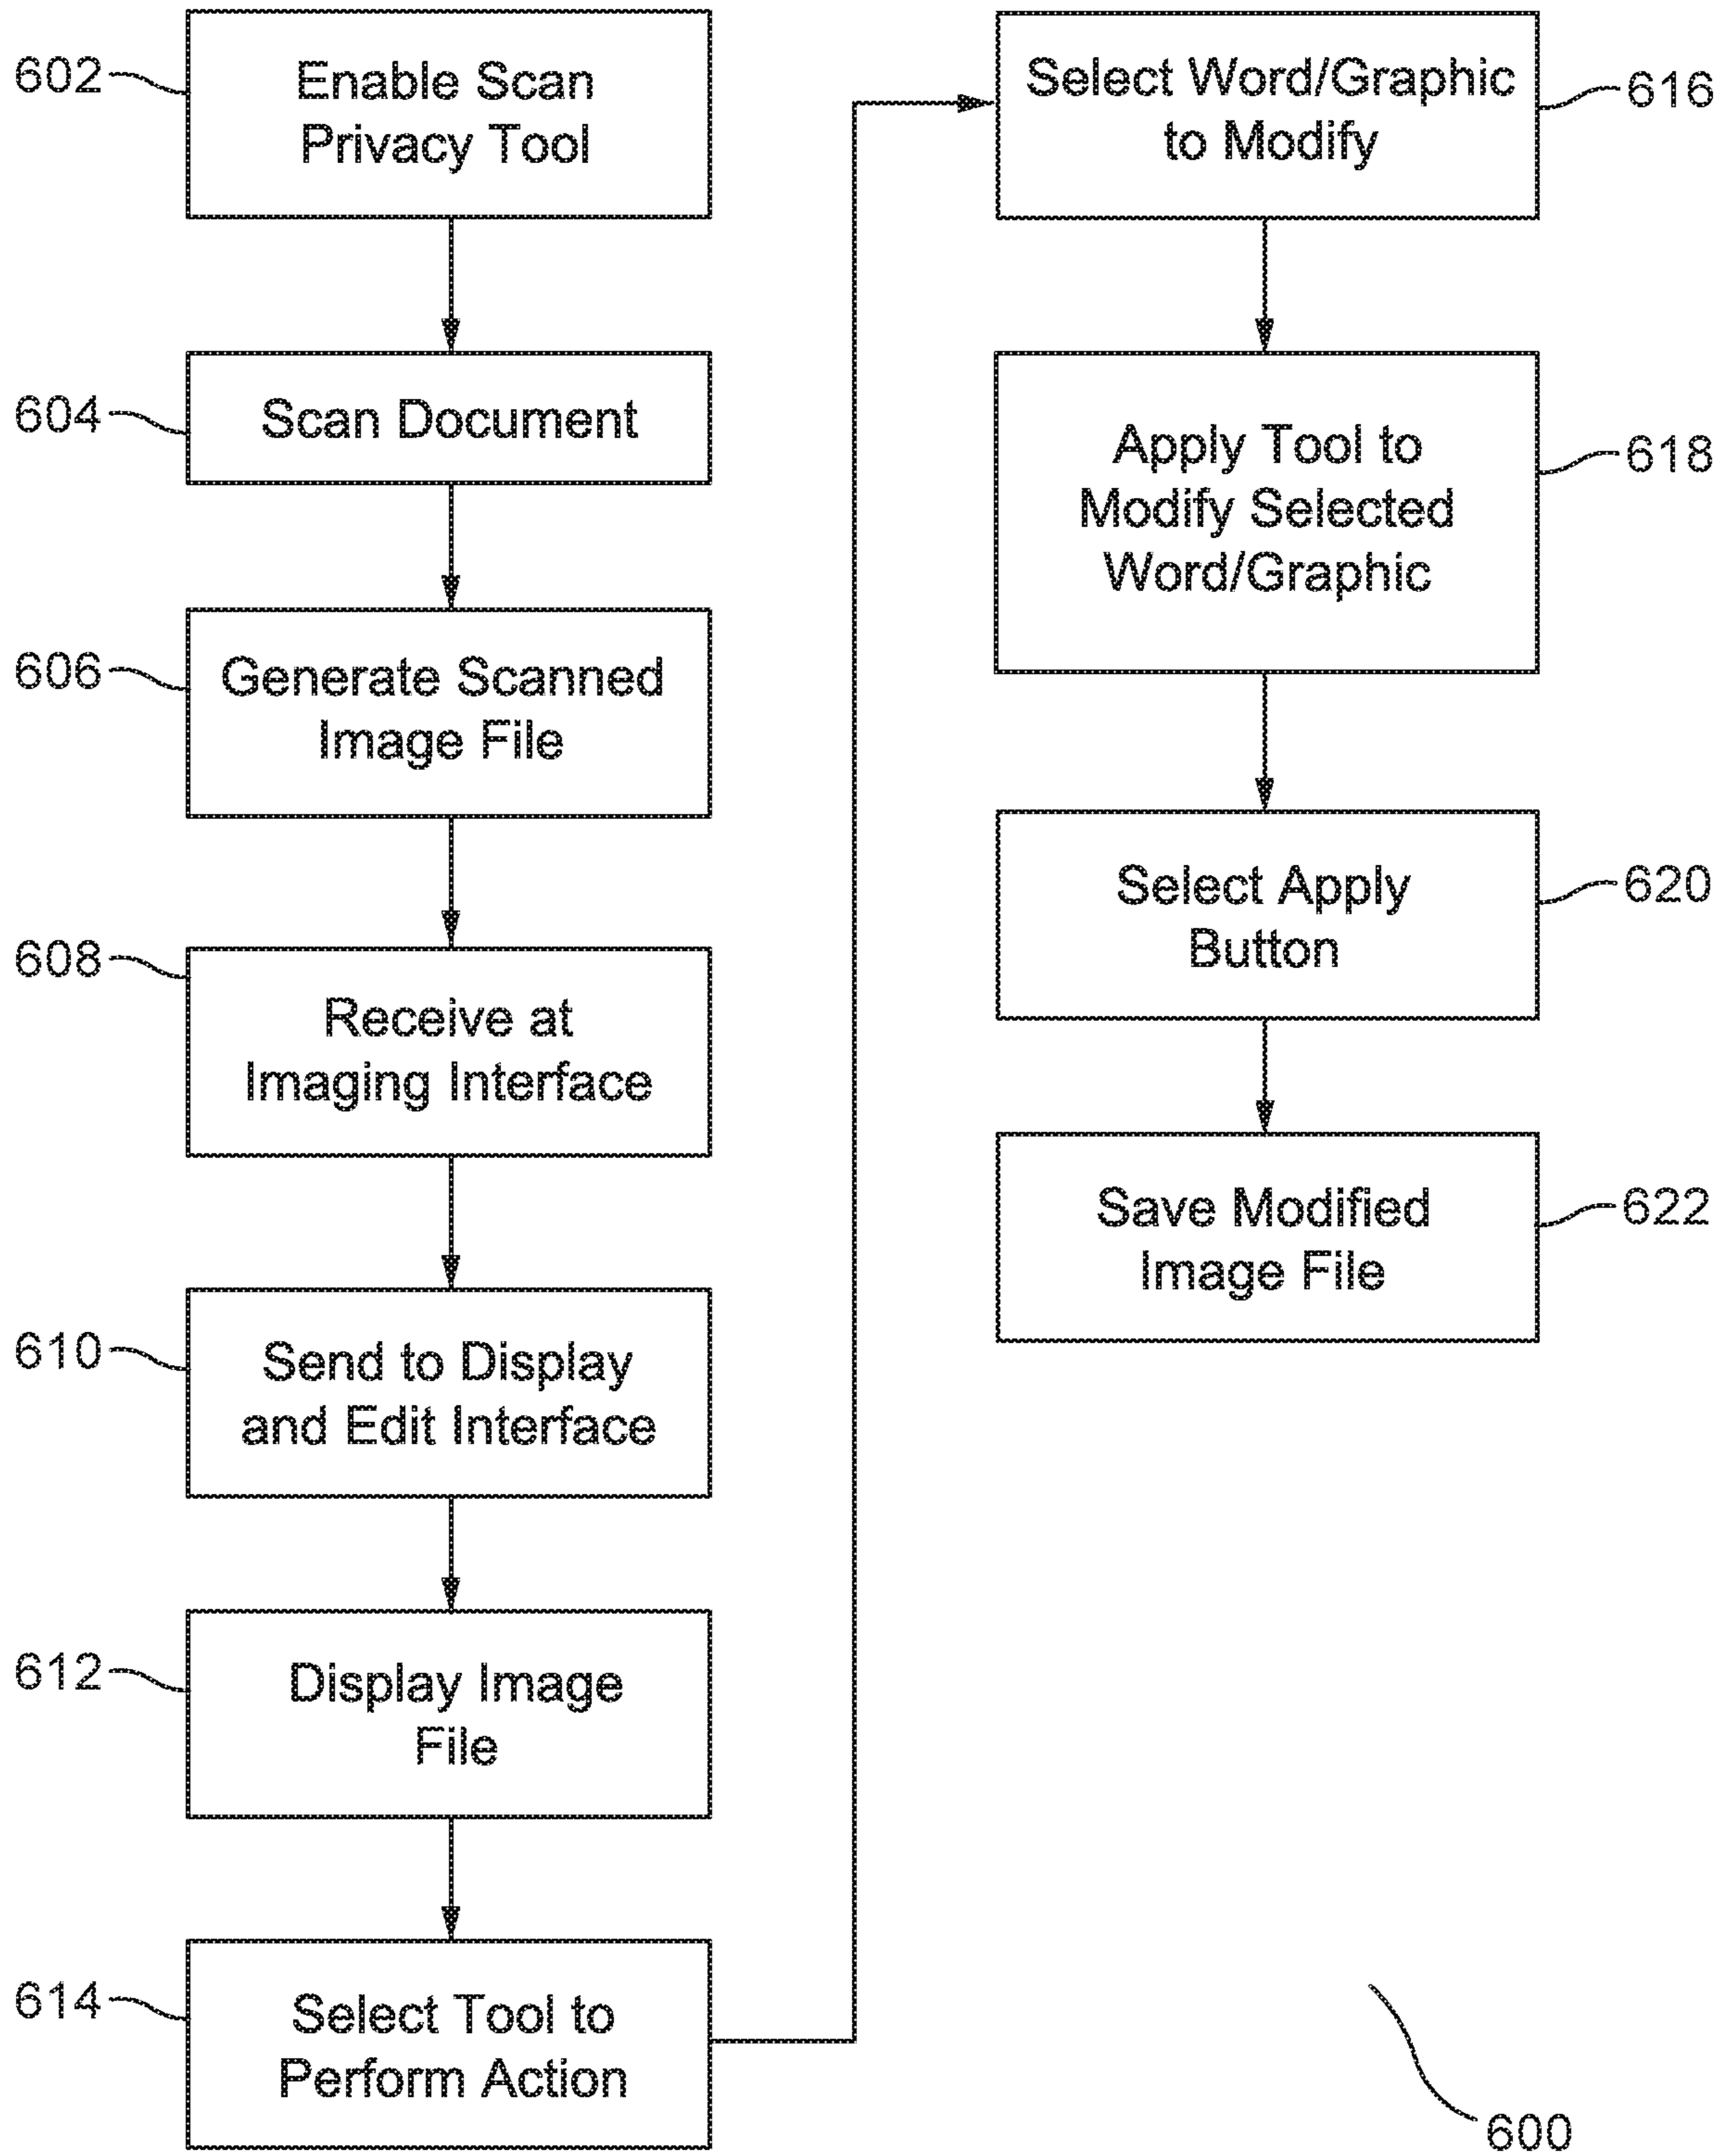 602
Enable Scan
Privacy Tool
604
Scan Document
606
Generate Scanned
Image File
608
Receive at
Imaging Interface
610
Send to Display
and Edit Interface
612
Display Image
File
614
Select Tool to
Perform Action
616
Select Word/Graphic
to Modify
618
Apply Tool to
Modify Selected
Word/Graphic
620
Select Apply
Button
622
Save Modified
Image File
600